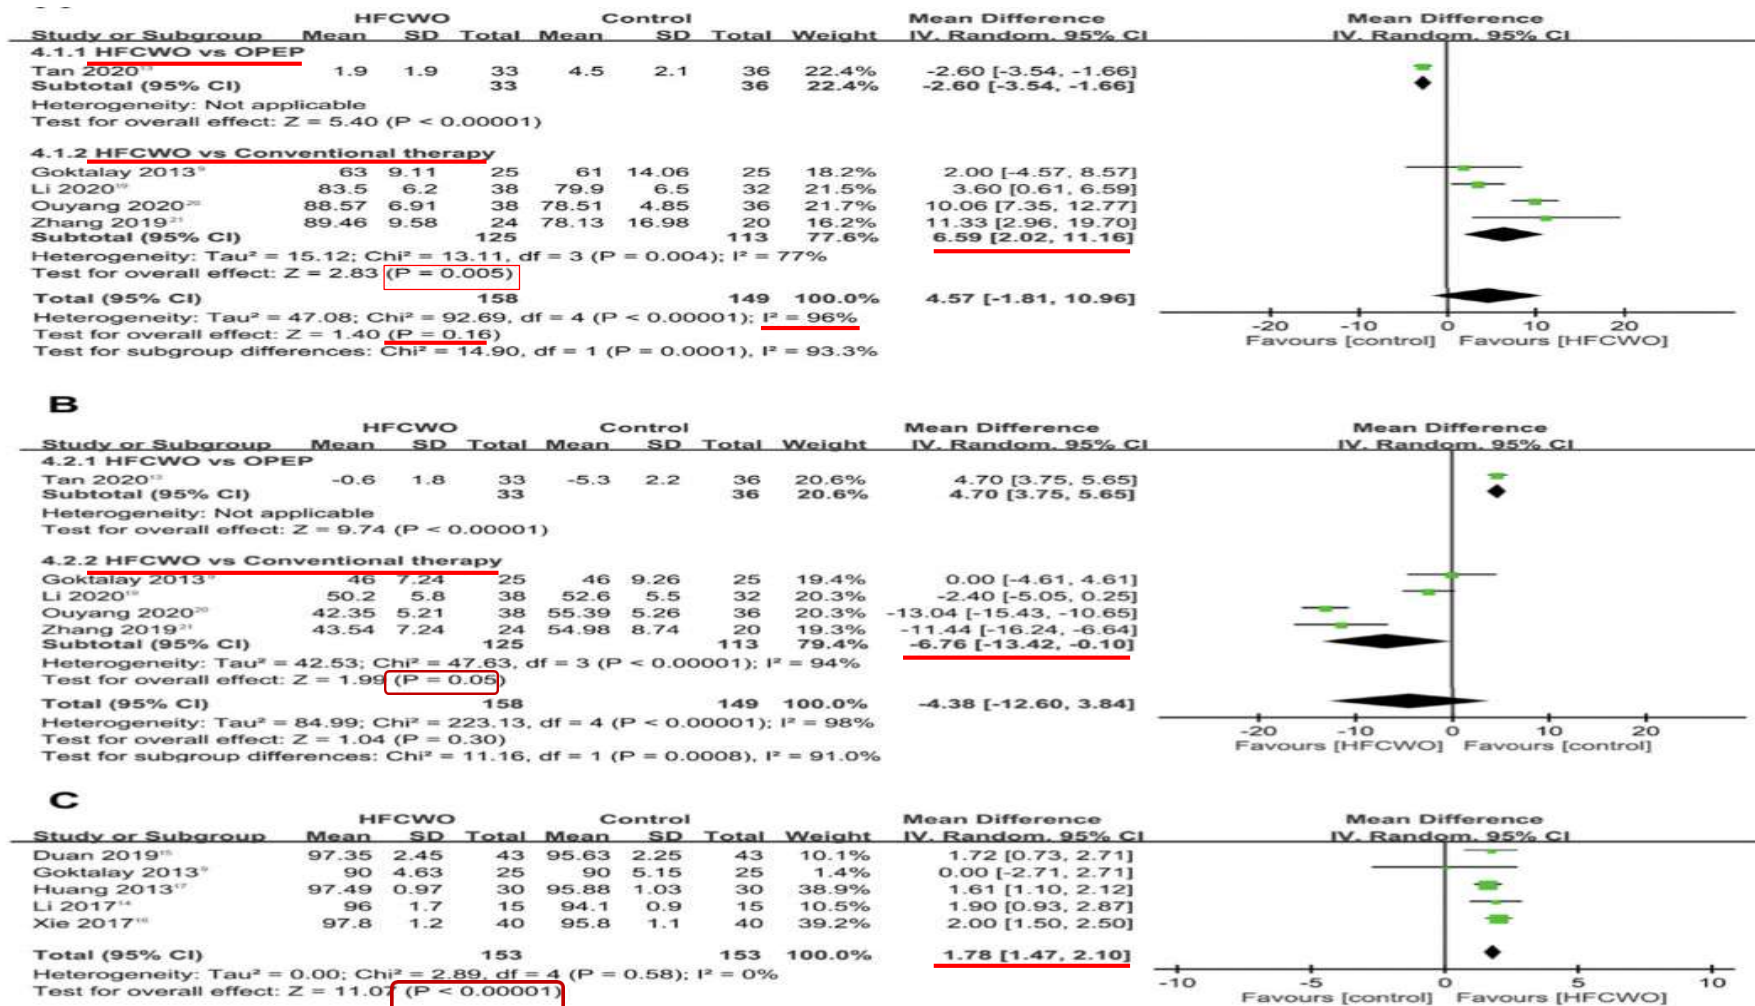 HFCWO Control Mean Difference Mean Difference
Study or Subgroup Mean SD Total Mean SD Total Weight IV. Random. 95% CI IV. Random. 95% CI
4.1.1 HFCWO vs OPEP
Tan 2020¹³ 1.9 1.9 33 4.5 2.1 36 22.4% -2.60 [-3.54, -1.66]
Subtotal (95% CI) 33 36 22.4% -2.60 [-3.54, -1.66]
Heterogeneity: Not applicable
Test for overall effect: Z = 5.40 (P < 0.00001)
4.1.2 HFCWO vs Conventional therapy
Goktalay 2013⁹ 63 9.11 25 61 14.06 25 18.2% 2.00 [-4.57, 8.57]
Li 2020¹⁹ 83.5 6.2 38 79.9 6.5 32 21.5% 3.60 [0.61, 6.59]
Ouyang 2020²⁰ 88.57 6.91 38 78.51 4.85 36 21.7% 10.06 [7.35, 12.77]
Zhang 2019²¹ 89.46 9.58 24 78.13 16.98 20 16.2% 11.33 [2.96, 19.70]
Subtotal (95% CI) 125 113 77.6% 6.59 [2.02, 11.16]
Heterogeneity: Tau² = 15.12; Chi² = 13.11, df = 3 (P = 0.004); I² = 77%
Test for overall effect: Z = 2.83 (P = 0.005)
Total (95% CI) 158 149 100.0% 4.57 [-1.81, 10.96]
Heterogeneity: Tau² = 47.08; Chi² = 92.69, df = 4 (P < 0.00001); I² = 96%
Test for overall effect: Z = 1.40 (P = 0.16)
Test for subgroup differences: Chi² = 14.90, df = 1 (P = 0.0001), I² = 93.3%
-20 -10 0 10 20
Favours [control] Favours [HFCWO]
B
HFCWO Control Mean Difference Mean Difference
Study or Subgroup Mean SD Total Mean SD Total Weight IV. Random. 95% CI IV. Random. 95% CI
4.2.1 HFCWO vs OPEP
Tan 2020¹³ -0.6 1.8 33 -5.3 2.2 36 20.6% 4.70 [3.75, 5.65]
Subtotal (95% CI) 33 36 20.6% 4.70 [3.75, 5.65]
Heterogeneity: Not applicable
Test for overall effect: Z = 9.74 (P < 0.00001)
4.2.2 HFCWO vs Conventional therapy
Goktalay 2013⁹ 46 7.24 25 46 9.26 25 19.4% 0.00 [-4.61, 4.61]
Li 2020¹⁹ 50.2 5.8 38 52.6 5.5 32 20.3% -2.40 [-5.05, 0.25]
Ouyang 2020²⁰ 42.35 5.21 38 55.39 5.26 36 20.3% -13.04 [-15.43, -10.65]
Zhang 2019²¹ 43.54 7.24 24 54.98 8.74 20 19.3% -11.44 [-16.24, -6.64]
Subtotal (95% CI) 125 113 79.4% -6.76 [-13.42, -0.10]
Heterogeneity: Tau² = 42.53; Chi² = 47.63, df = 3 (P < 0.00001); I² = 94%
Test for overall effect: Z = 1.99 (P = 0.05)
Total (95% CI) 158 149 100.0% -4.38 [-12.60, 3.84]
Heterogeneity: Tau² = 84.99; Chi² = 223.13, df = 4 (P < 0.00001); I² = 98%
Test for overall effect: Z = 1.04 (P = 0.30)
Test for subgroup differences: Chi² = 11.16, df = 1 (P = 0.0008), I² = 91.0%
-20 -10 0 10 20
Favours [HFCWO] Favours [control]
C
HFCWO Control Mean Difference Mean Difference
Study or Subgroup Mean SD Total Mean SD Total Weight IV. Random. 95% CI IV. Random. 95% CI
Duan 2019¹⁵ 97.35 2.45 43 95.63 2.25 43 10.1% 1.72 [0.73, 2.71]
Goktalay 2013⁹ 90 4.63 25 90 5.15 25 1.4% 0.00 [-2.71, 2.71]
Huang 2013¹⁷ 97.49 0.97 30 95.88 1.03 30 38.9% 1.61 [1.10, 2.12]
Li 2017¹⁴ 96 1.7 15 94.1 0.9 15 10.5% 1.90 [0.93, 2.87]
Xie 2017¹⁶ 97.8 1.2 40 95.8 1.1 40 39.2% 2.00 [1.50, 2.50]
Total (95% CI) 153 153 100.0% 1.78 [1.47, 2.10]
Heterogeneity: Tau² = 0.00; Chi² = 2.89, df = 4 (P = 0.58); I² = 0%
Test for overall effect: Z = 11.07 (P < 0.00001)
-10 -5 0 5 10
Favours [control] Favours [HFCWO]